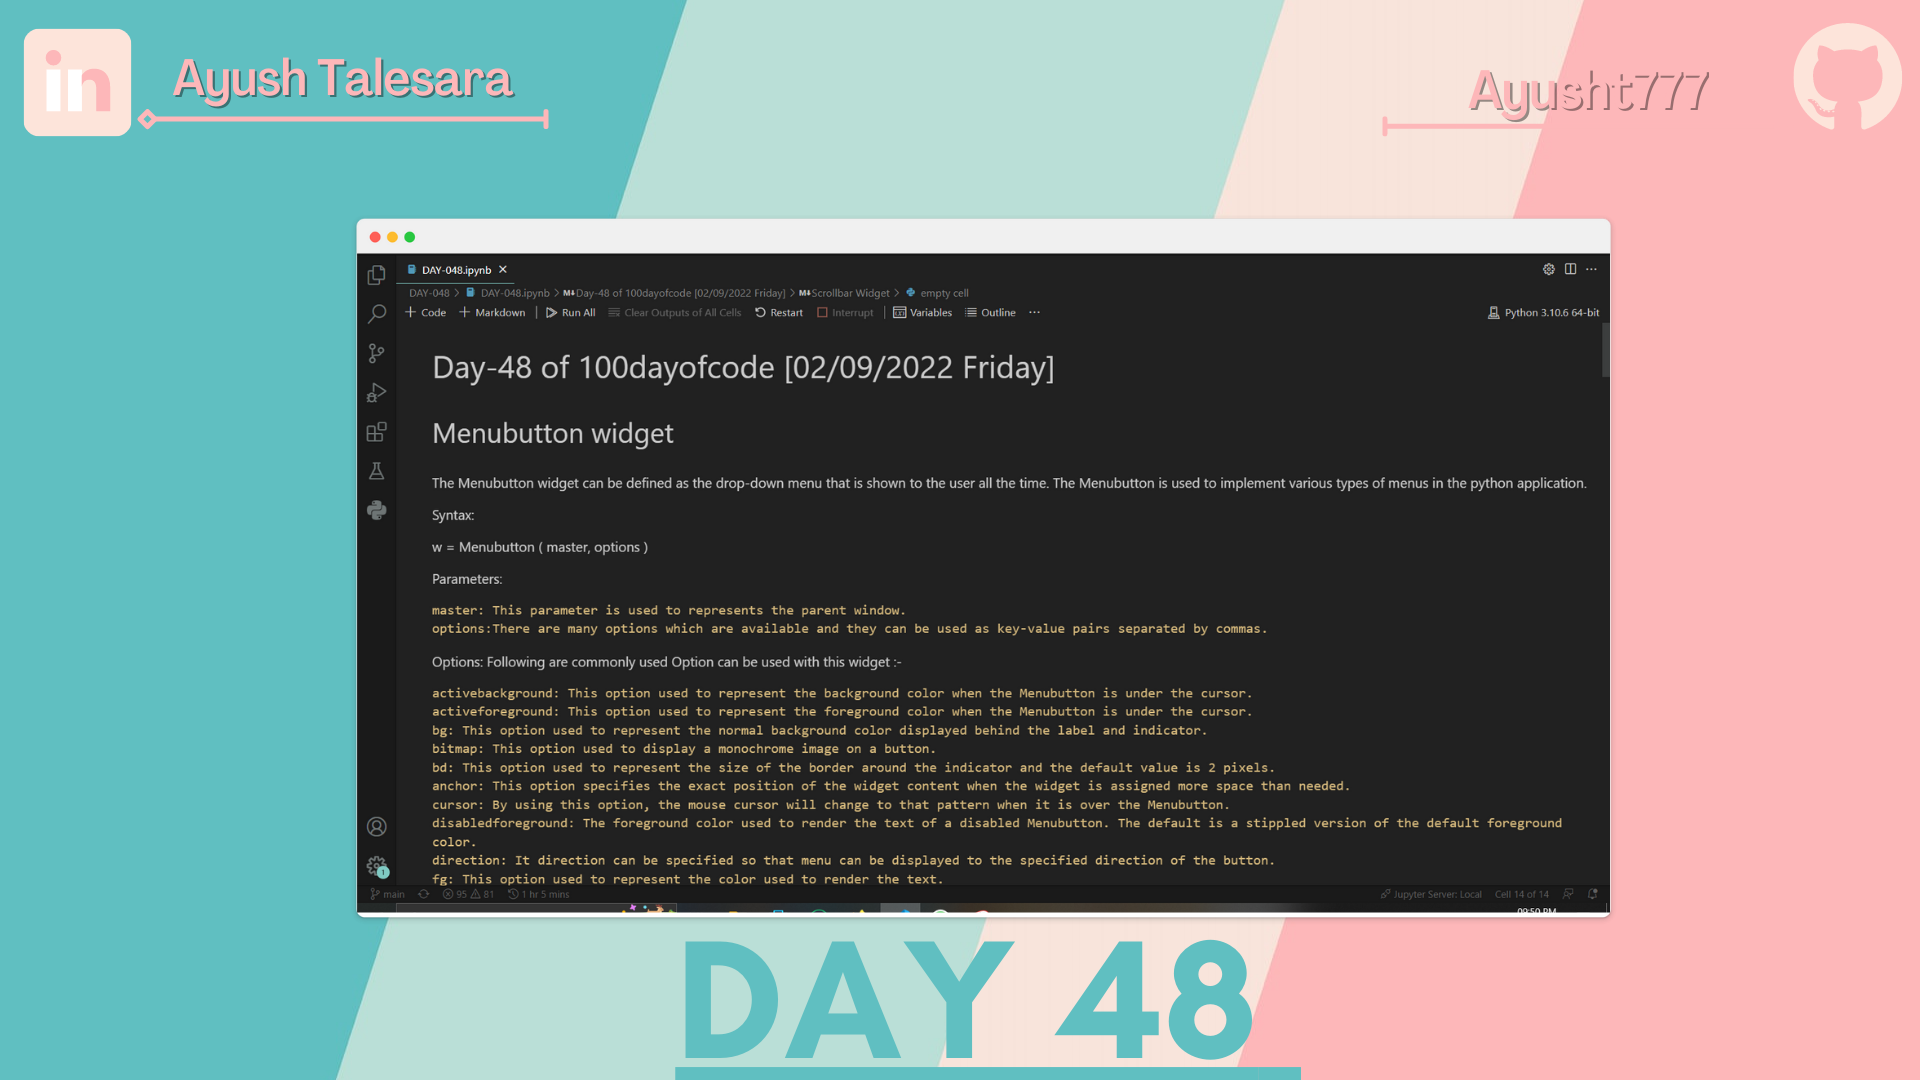 in Ayush Talesara
Ayusht777
DAY-048.ipynb
DAY-048 > DAY-048.ipynb > M↓Day-48 of 100dayofcode [02/09/2022 Friday] > M↓Scrollbar Widget > empty cell
+ Code + Markdown | Run All Clear Outputs of All Cells Restart Interrupt | Variables Outline ... Python 3.10.6 64-bit
Day-48 of 100dayofcode [02/09/2022 Friday]
Menubutton widget
The Menubutton widget can be defined as the drop-down menu that is shown to the user all the time. The Menubutton is used to implement various types of menus in the python application.
Syntax:
w = Menubutton ( master, options )
Parameters:
master: This parameter is used to represents the parent window.
options:There are many options which are available and they can be used as key-value pairs separated by commas.
Options: Following are commonly used Option can be used with this widget :-
activebackground: This option used to represent the background color when the Menubutton is under the cursor.
activeforeground: This option used to represent the foreground color when the Menubutton is under the cursor.
bg: This option used to represent the normal background color displayed behind the label and indicator.
bitmap: This option used to display a monochrome image on a button.
bd: This option used to represent the size of the border around the indicator and the default value is 2 pixels.
anchor: This option specifies the exact position of the widget content when the widget is assigned more space than needed.
cursor: By using this option, the mouse cursor will change to that pattern when it is over the Menubutton.
disabledforeground: The foreground color used to render the text of a disabled Menubutton. The default is a stippled version of the default foreground
color.
direction: It direction can be specified so that menu can be displayed to the specified direction of the button.
fg: This option used to represent the color used to render the text.
1
main 95 81 1 hr 5 mins Jupyter Server: Local Cell 14 of 14
09:50 PM
DAY 48